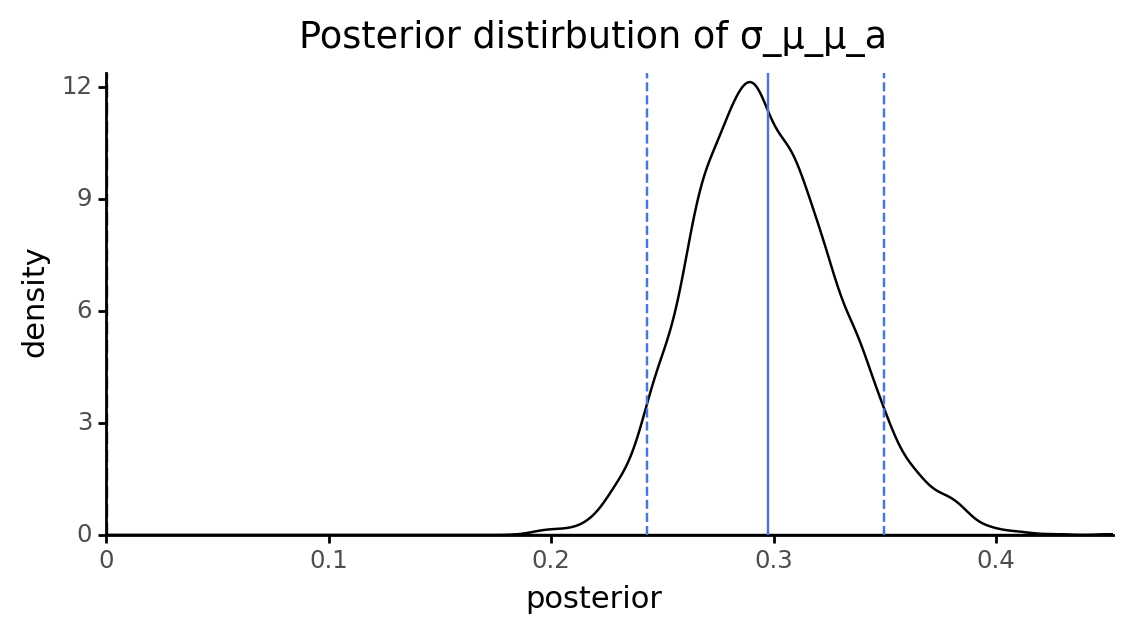 Posterior distirbution of σ_μ_μ_a
12
9
6
3
0
density
0 0.1 0.2 0.3 0.4
posterior